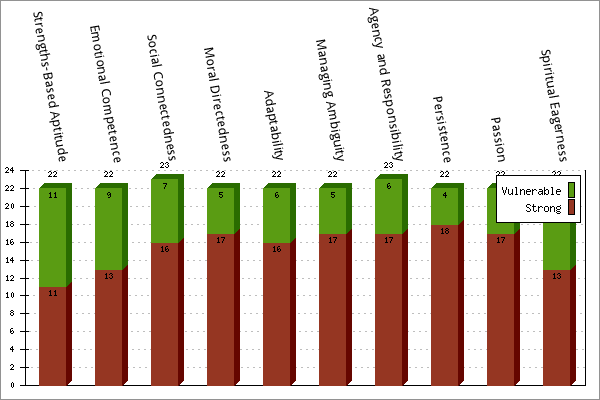 Strengths-Based Aptitude
Emotional Competence
Social Connectedness
Moral Directedness
Adaptability
Managing Ambiguity
Agency and Responsibility
Persistence
Passion
Spiritual Eagerness
24
22
20
18
16
14
12
10
8
6
4
2
0
22 22 23 22 22 22 23 22
11 9 7 5 6 5 6 4
11 13 16 17 16 17 17 18 17 13
Vulnerable
Strong